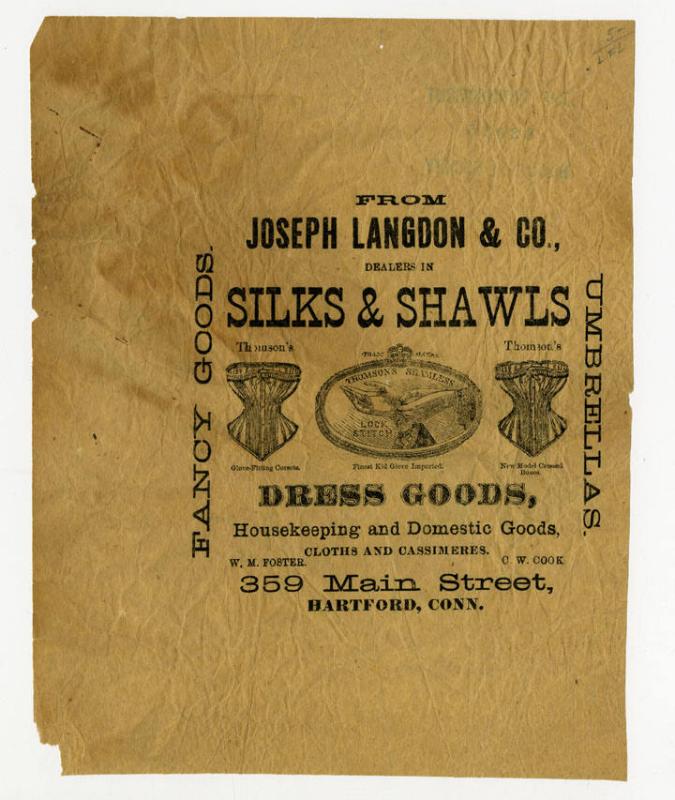 FROM
JOSEPH LANGDON & CO.,
DEALERS IN
SILKS & SHAWLS
FANCY GOODS.
UMBRELLAS.
Thomson's
Glove-Fitting Corsets.
TRADE
THOMSON'S SEAMLESS
LOCK
STITCH
Finest Kid Glove Imported.
Thomson's
New Model Crossed
Bones.
DRESS GOODS,
Housekeeping and Domestic Goods,
CLOTHS AND CASSIMERES.
W. M. FOSTER. C. W. COOK
359 Main Street,
HARTFORD, CONN.